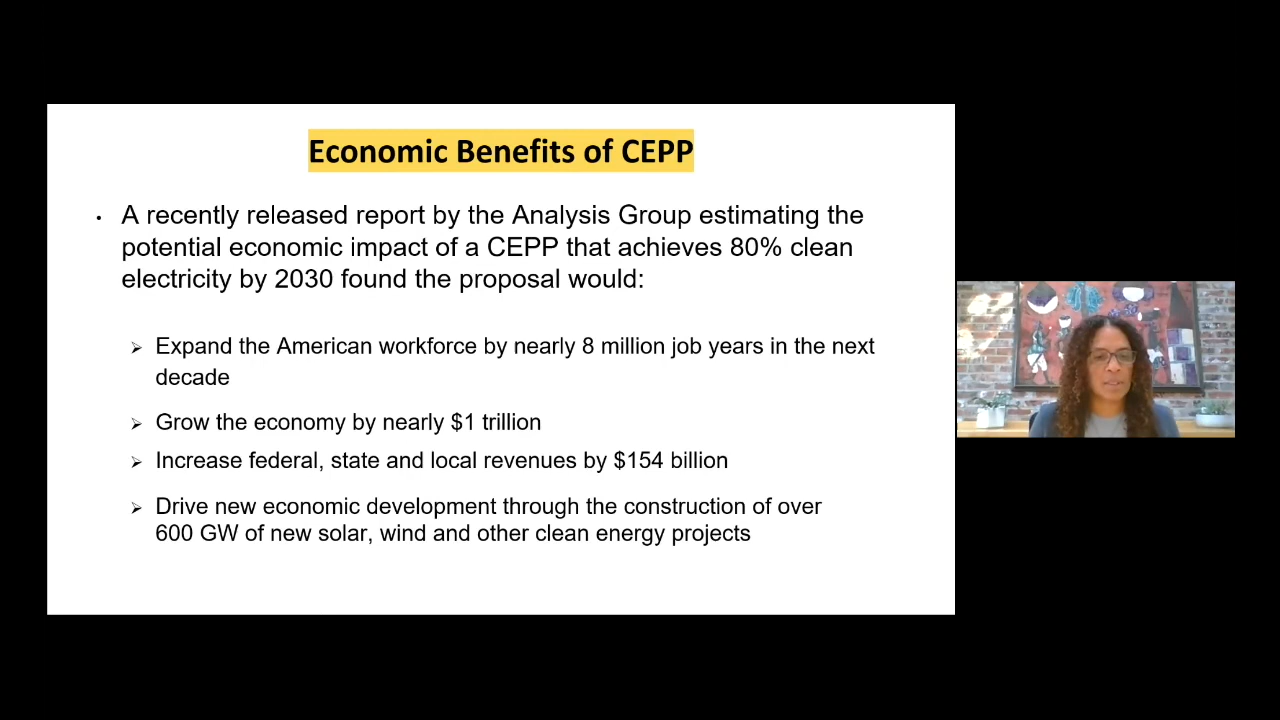 Economic Benefits of CEPP
• A recently released report by the Analysis Group estimating the
potential economic impact of a CEPP that achieves 80% clean
electricity by 2030 found the proposal would:
➢ Expand the American workforce by nearly 8 million job years in the next
decade
➢ Grow the economy by nearly $1 trillion
➢ Increase federal, state and local revenues by $154 billion
➢ Drive new economic development through the construction of over
600 GW of new solar, wind and other clean energy projects